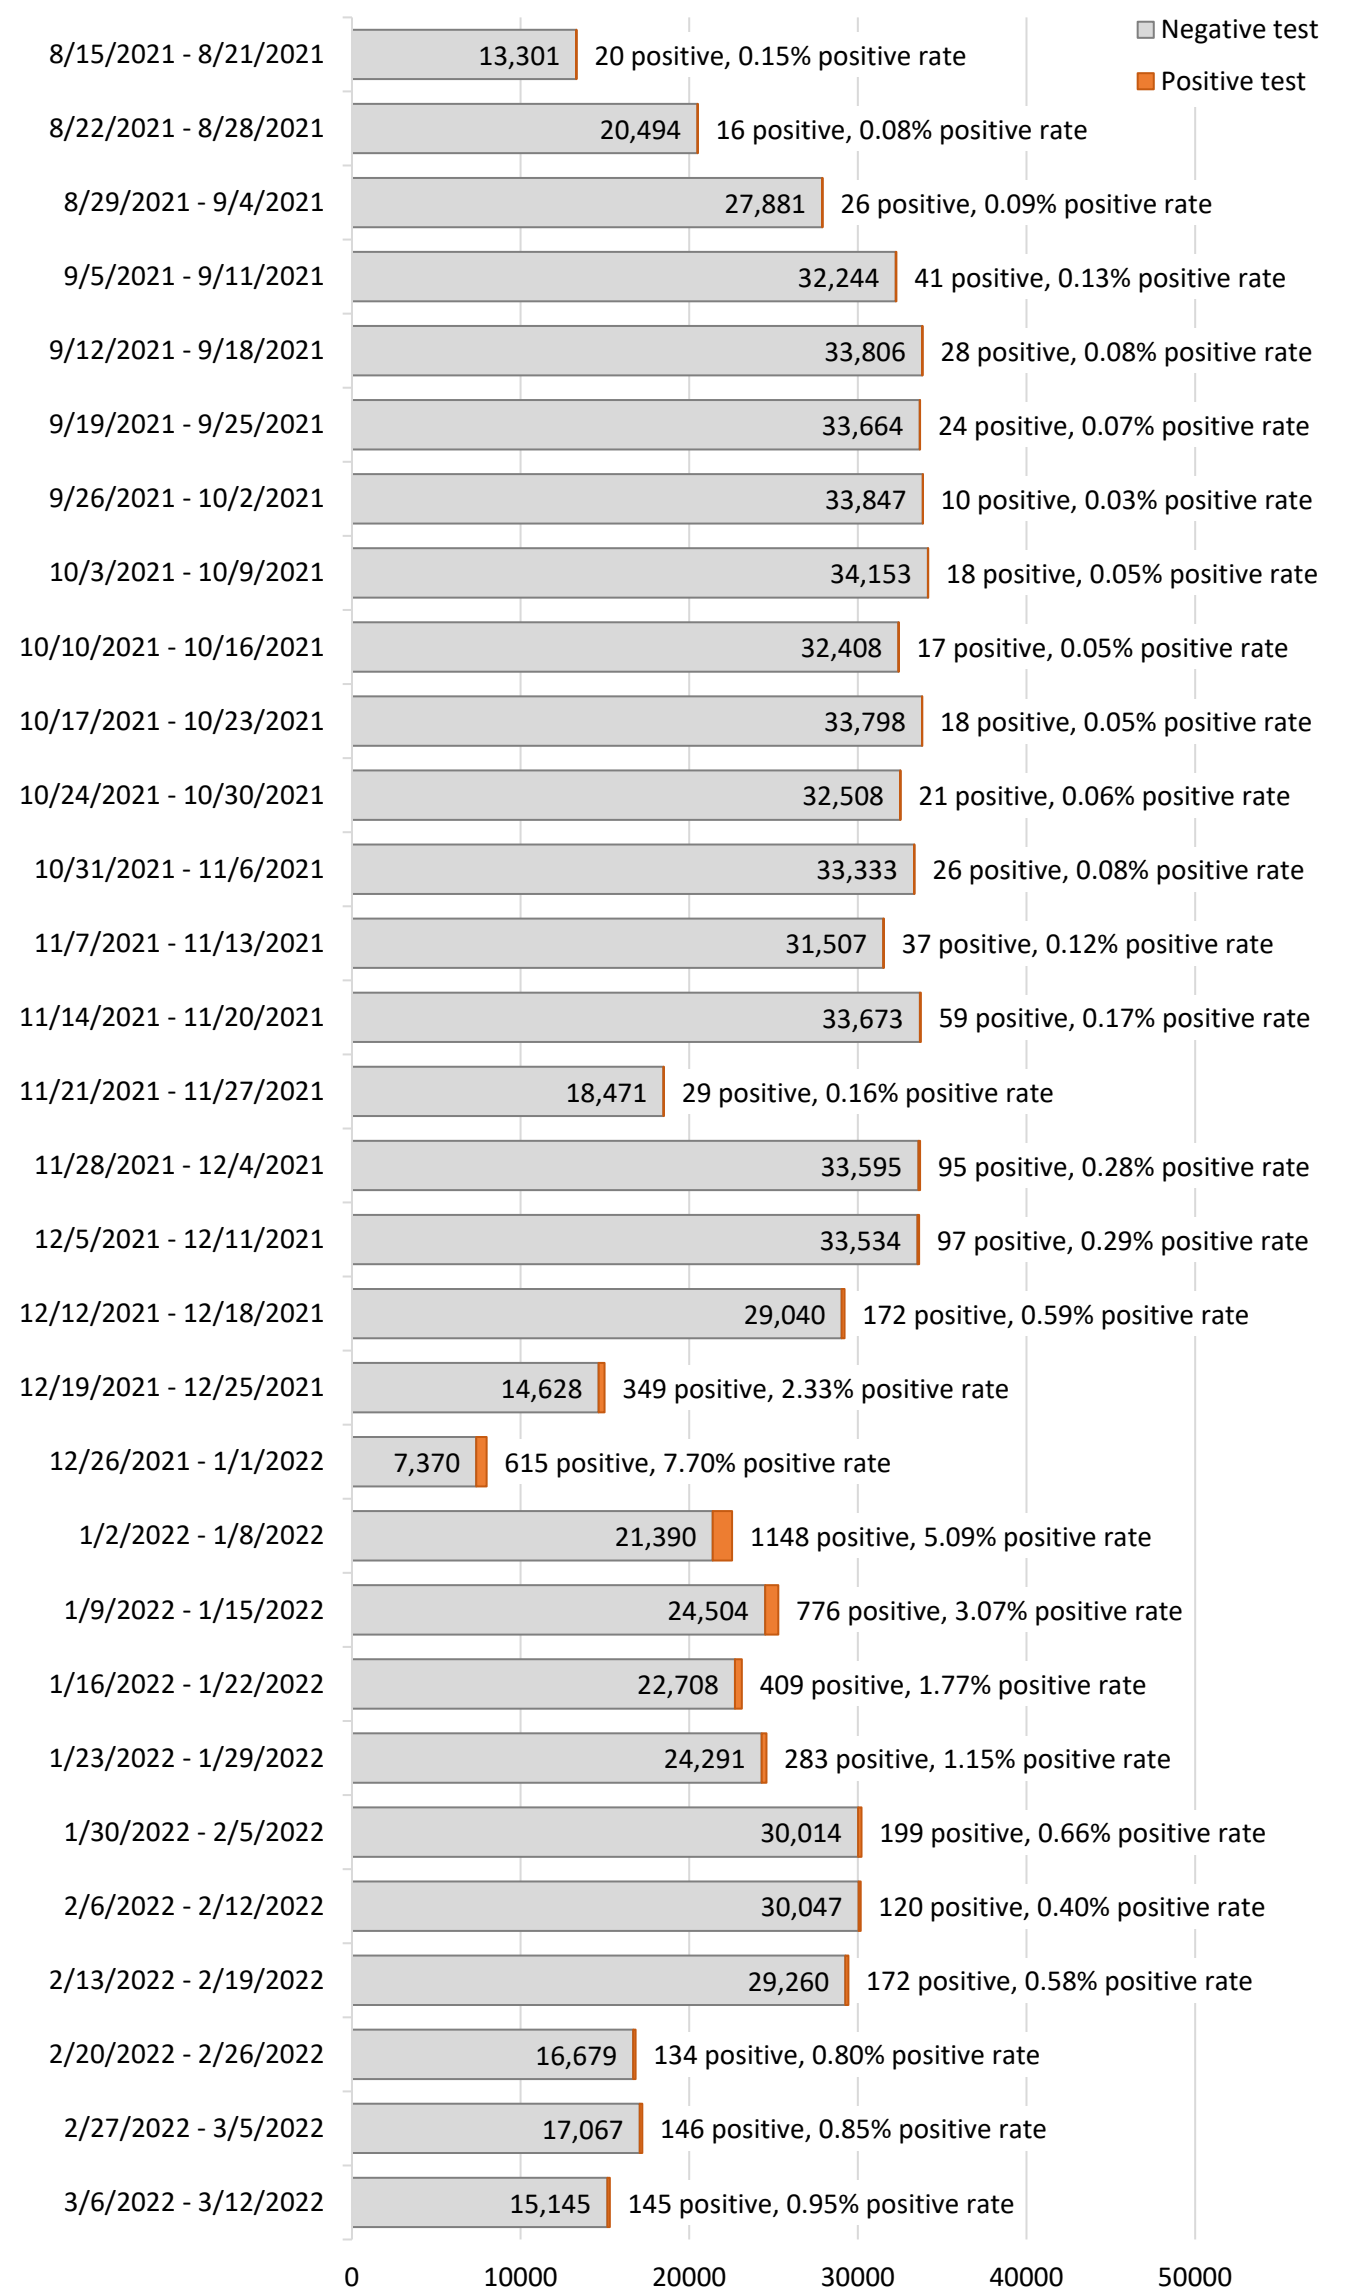 Negative test
Positive test
8/15/2021 - 8/21/2021 13,301 20 positive, 0.15% positive rate
8/22/2021 - 8/28/2021 20,494 16 positive, 0.08% positive rate
8/29/2021 - 9/4/2021 27,881 26 positive, 0.09% positive rate
9/5/2021 - 9/11/2021 32,244 41 positive, 0.13% positive rate
9/12/2021 - 9/18/2021 33,806 28 positive, 0.08% positive rate
9/19/2021 - 9/25/2021 33,664 24 positive, 0.07% positive rate
9/26/2021 - 10/2/2021 33,847 10 positive, 0.03% positive rate
10/3/2021 - 10/9/2021 34,153 18 positive, 0.05% positive rate
10/10/2021 - 10/16/2021 32,408 17 positive, 0.05% positive rate
10/17/2021 - 10/23/2021 33,798 18 positive, 0.05% positive rate
10/24/2021 - 10/30/2021 32,508 21 positive, 0.06% positive rate
10/31/2021 - 11/6/2021 33,333 26 positive, 0.08% positive rate
11/7/2021 - 11/13/2021 31,507 37 positive, 0.12% positive rate
11/14/2021 - 11/20/2021 33,673 59 positive, 0.17% positive rate
11/21/2021 - 11/27/2021 18,471 29 positive, 0.16% positive rate
11/28/2021 - 12/4/2021 33,595 95 positive, 0.28% positive rate
12/5/2021 - 12/11/2021 33,534 97 positive, 0.29% positive rate
12/12/2021 - 12/18/2021 29,040 172 positive, 0.59% positive rate
12/19/2021 - 12/25/2021 14,628 349 positive, 2.33% positive rate
12/26/2021 - 1/1/2022 7,370 615 positive, 7.70% positive rate
1/2/2022 - 1/8/2022 21,390 1148 positive, 5.09% positive rate
1/9/2022 - 1/15/2022 24,504 776 positive, 3.07% positive rate
1/16/2022 - 1/22/2022 22,708 409 positive, 1.77% positive rate
1/23/2022 - 1/29/2022 24,291 283 positive, 1.15% positive rate
1/30/2022 - 2/5/2022 30,014 199 positive, 0.66% positive rate
2/6/2022 - 2/12/2022 30,047 120 positive, 0.40% positive rate
2/13/2022 - 2/19/2022 29,260 172 positive, 0.58% positive rate
2/20/2022 - 2/26/2022 16,679 134 positive, 0.80% positive rate
2/27/2022 - 3/5/2022 17,067 146 positive, 0.85% positive rate
3/6/2022 - 3/12/2022 15,145 145 positive, 0.95% positive rate
0 10000 20000 30000 40000 50000